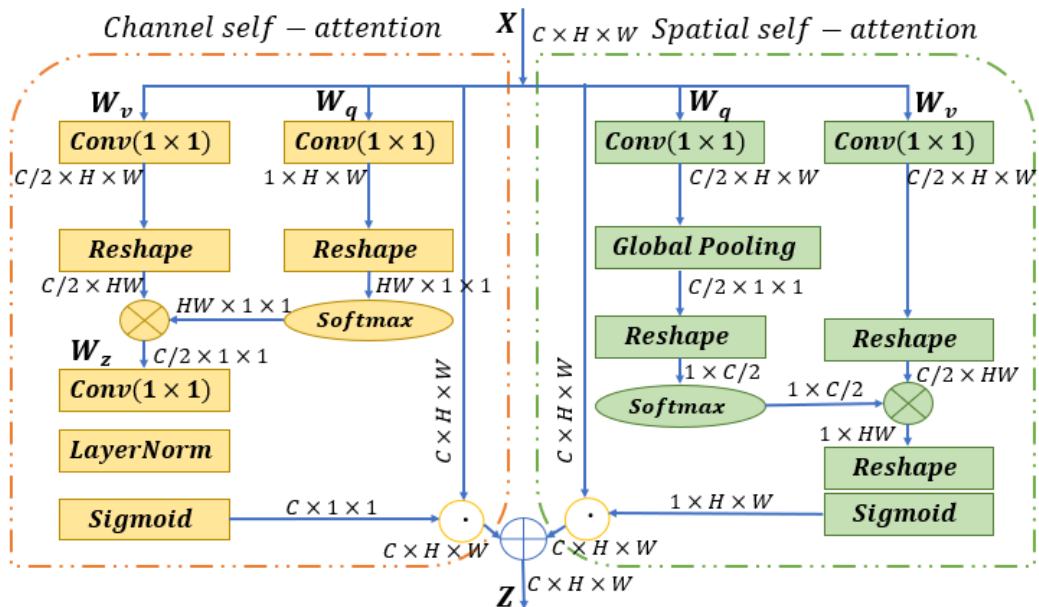 Channel self − attention
X
C × H × W
Spatial self − attention
W_v
W_q
W_q
W_v
Conv(1 × 1)
Conv(1 × 1)
Conv(1 × 1)
Conv(1 × 1)
C/2 × H × W
1 × H × W
C/2 × H × W
C/2 × H × W
Reshape
Reshape
Global Pooling
C/2 × HW
HW × 1 × 1
C/2 × 1 × 1
HW × 1 × 1
Softmax
Reshape
Reshape
W_z
C/2 × 1 × 1
1 × C/2
C/2 × HW
Conv(1 × 1)
C × H × W
C × H × W
Softmax
1 × C/2
1 × HW
LayerNorm
Reshape
Sigmoid
C × 1 × 1
1 × H × W
Sigmoid
C × H × W
C × H × W
Z
C × H × W